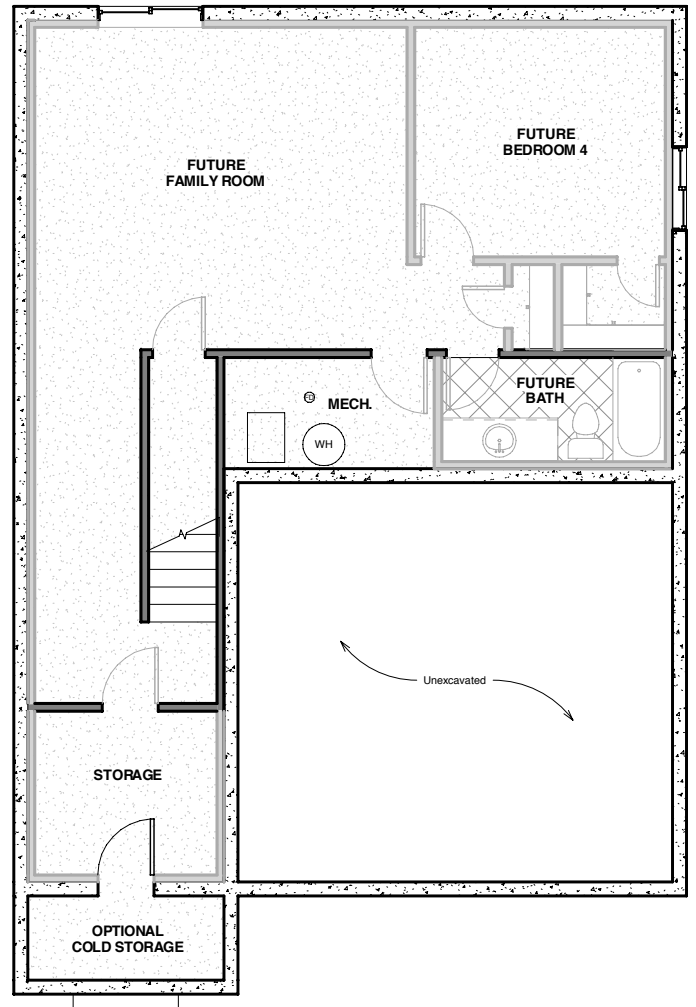 FUTURE
FAMILY ROOM
FUTURE
BEDROOM 4
MECH.
WH
FUTURE
BATH
Unexcavated
STORAGE
OPTIONAL
COLD STORAGE